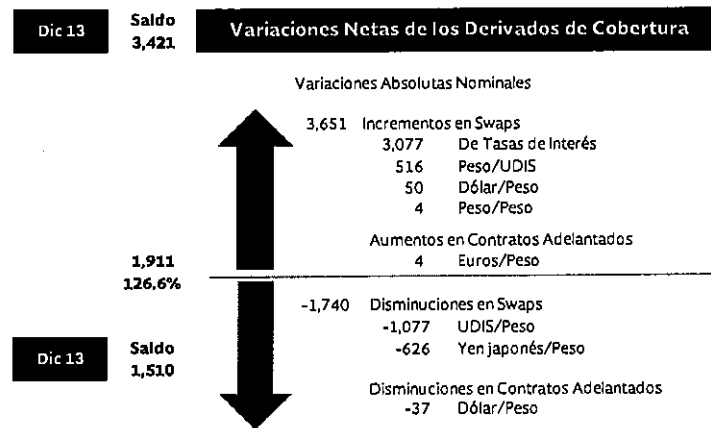 Dic 13 Saldo 3,421 Variaciones Netas de los Derivados de Cobertura
Variaciones Absolutas Nominales
3,651 Incrementos en Swaps
3,077 De Tasas de Interés
516 Peso/UDIS
50 Dólar/Peso
4 Peso/Peso
Aumentos en Contratos Adelantados
4 Euros/Peso
1,911
126,6%
-1,740 Disminuciones en Swaps
-1,077 UDIS/Peso
-626 Yen japonés/Peso
Dic 13 Saldo 1,510
Disminuciones en Contratos Adelantados
-37 Dólar/Peso